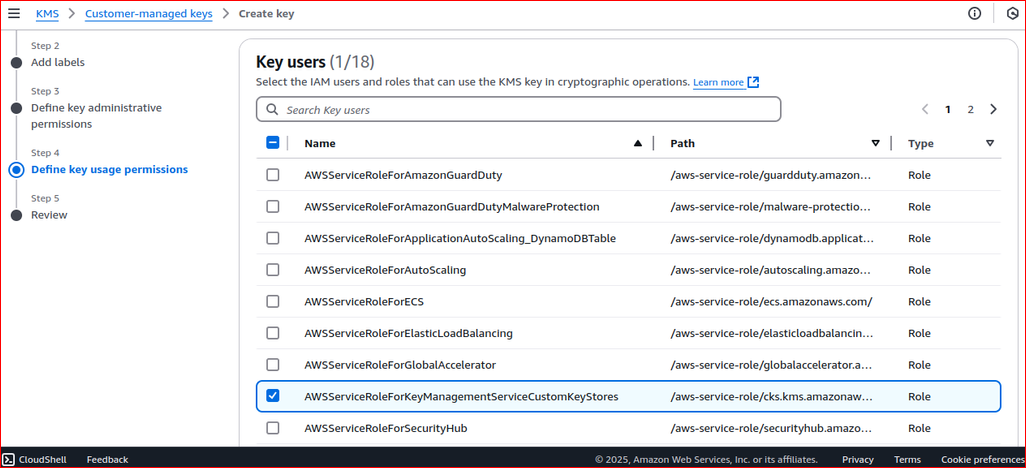 KMS > Customer-managed keys > Create key
Step 2
Add labels
Step 3
Define key administrative
permissions
Step 4
Define key usage permissions
Step 5
Review
Key users (1/18)
Select the IAM users and roles that can use the KMS key in cryptographic operations. Learn more
Search Key users
1 2
Name Path Type
AWSServiceRoleForAmazonGuardDuty /aws-service-role/guardduty.amazon... Role
AWSServiceRoleForAmazonGuardDutyMalwareProtection /aws-service-role/malware-protectio... Role
AWSServiceRoleForApplicationAutoScaling_DynamoDBTable /aws-service-role/dynamodb.applicat... Role
AWSServiceRoleForAutoScaling /aws-service-role/autoscaling.amazo... Role
AWSServiceRoleForECS /aws-service-role/ecs.amazonaws.com/ Role
AWSServiceRoleForElasticLoadBalancing /aws-service-role/elasticloadbalancin... Role
AWSServiceRoleForGlobalAccelerator /aws-service-role/globalaccelerator.a... Role
AWSServiceRoleForKeyManagementServiceCustomKeyStores /aws-service-role/cks.kms.amazonaw... Role
AWSServiceRoleForSecurityHub /aws-service-role/securityhub.amazo... Role
CloudShell Feedback © 2025, Amazon Web Services, Inc. or its affiliates. Privacy Terms Cookie preferences